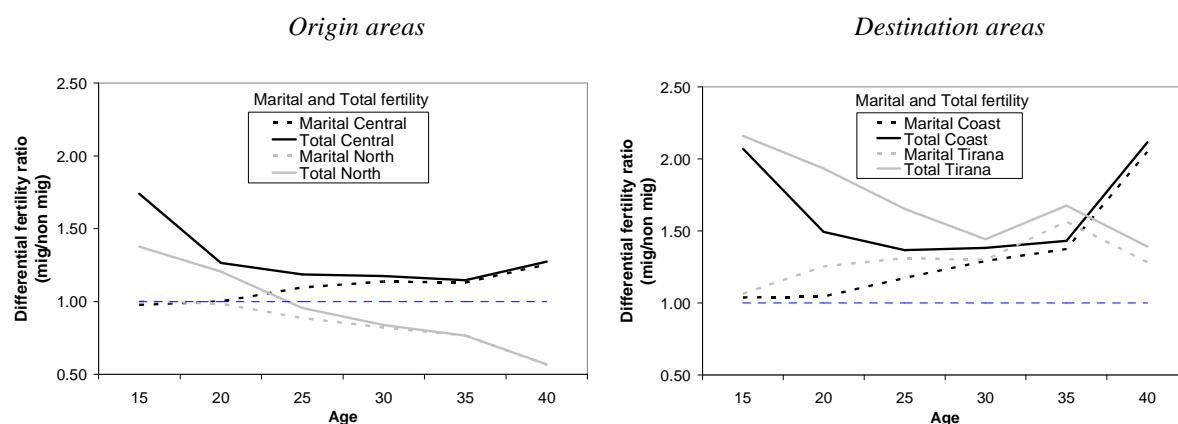 Origin areas
Differential fertility ratio
(mig/non mig)
2.50
2.00
1.50
1.00
0.50
Marital and Total fertility
Marital Central
Total Central
Marital North
Total North
15 20 25 30 35 40
Age
Destination areas
Differential fertility ratio
(mig/non mig)
2.50
2.00
1.50
1.00
0.50
Marital and Total fertility
Marital Coast
Total Coast
Marital Tirana
Total Tirana
15 20 25 30 35 40
Age